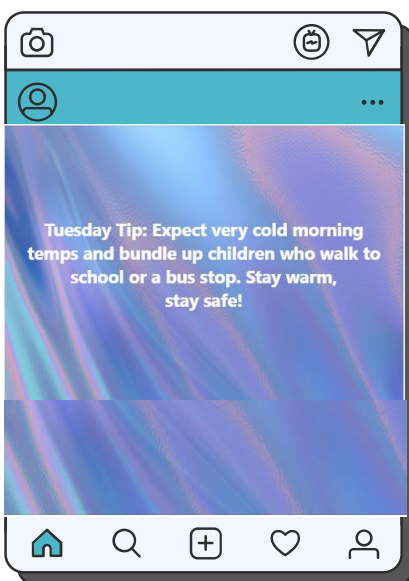 Tuesday Tip: Expect very cold morning
temps and bundle up children who walk to
school or a bus stop. Stay warm,
stay safe!